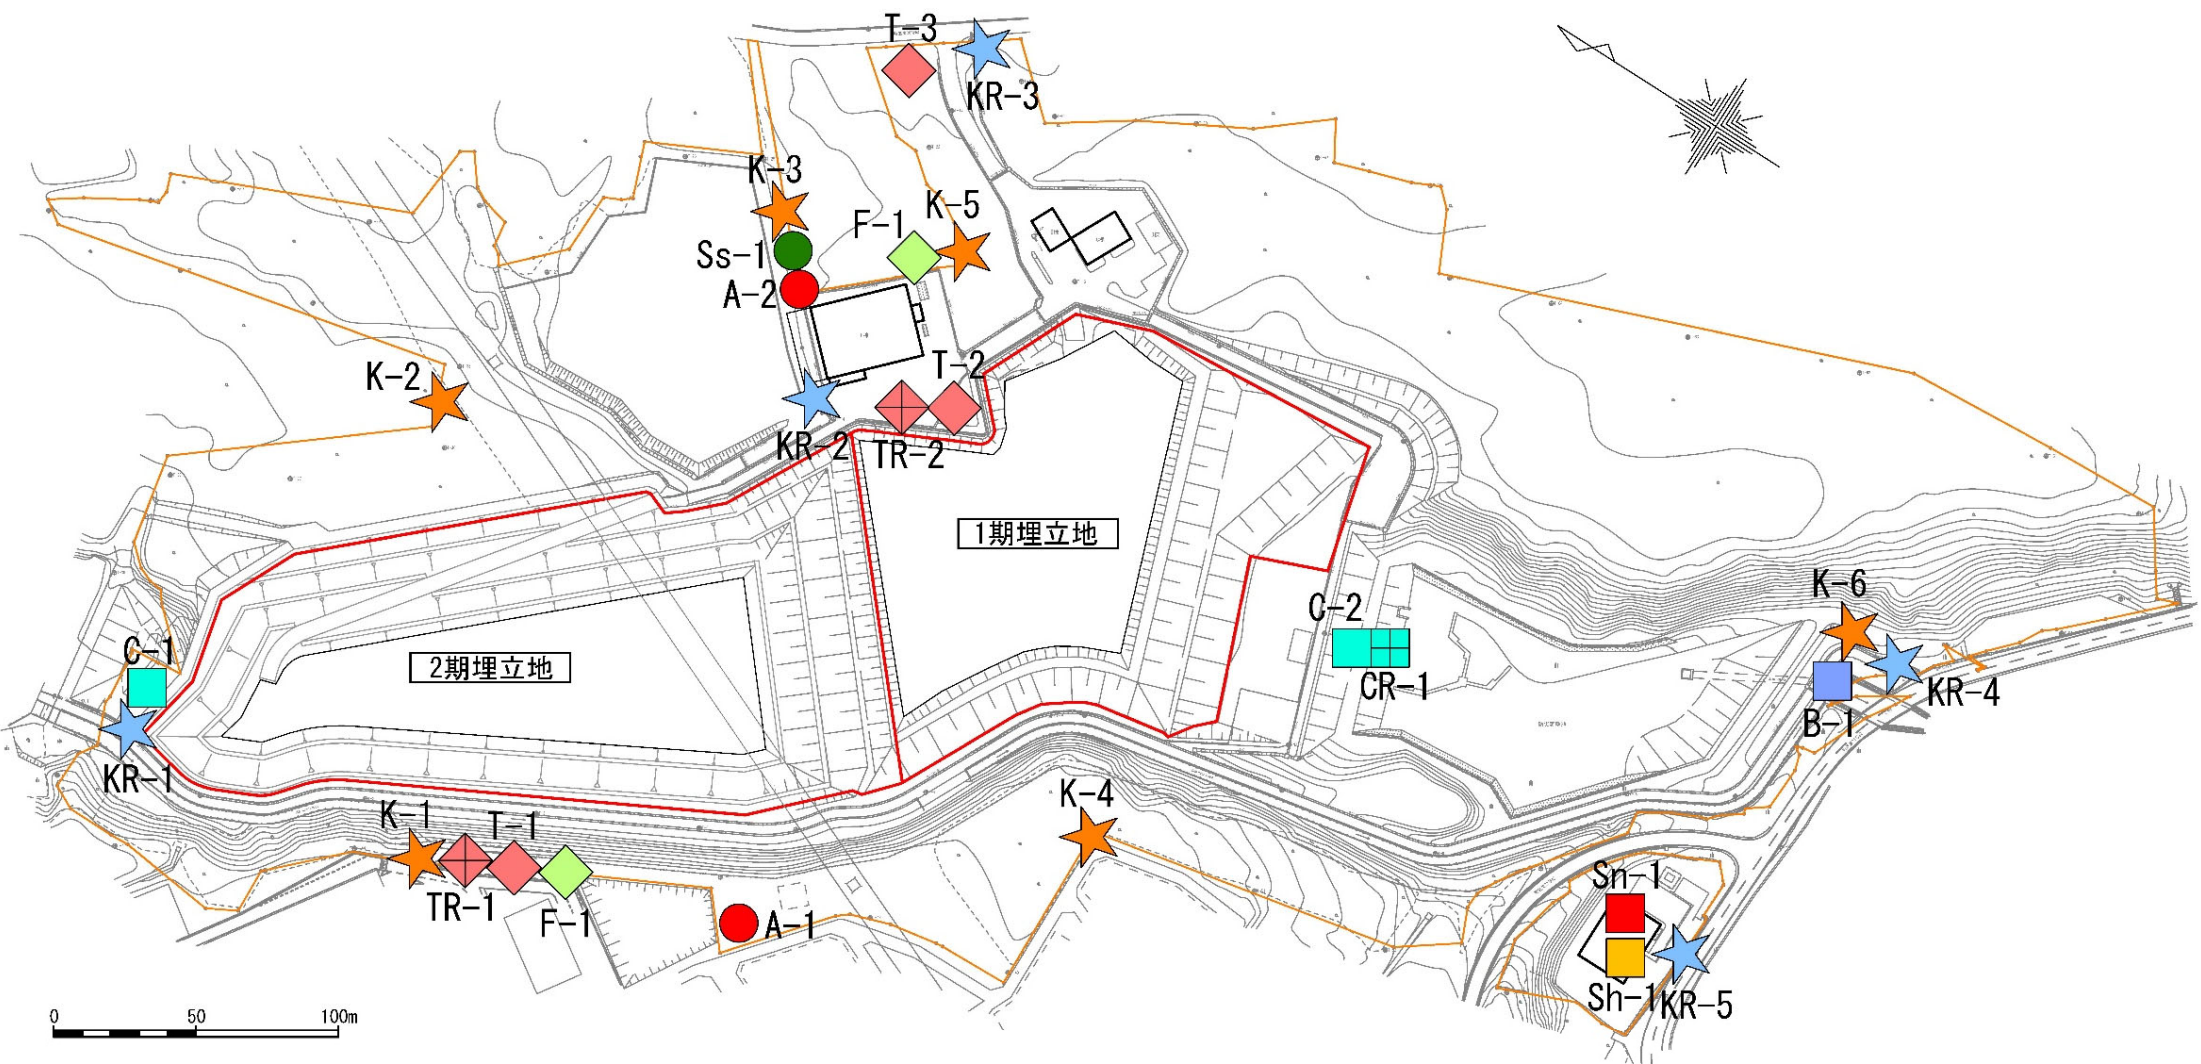 T-3
KR-3
K-3
K-5
F-1
Ss-1
A-2
K-2
T-2
KR-2
TR-2
1期埋立地
K-6
C-2
C-1
2期埋立地
CR-1
KR-4
B-1
KR-1
K-4
K-1
T-1
TR-1
F-1
A-1
Sn-1
Sh-1
KR-5
0 50 100m